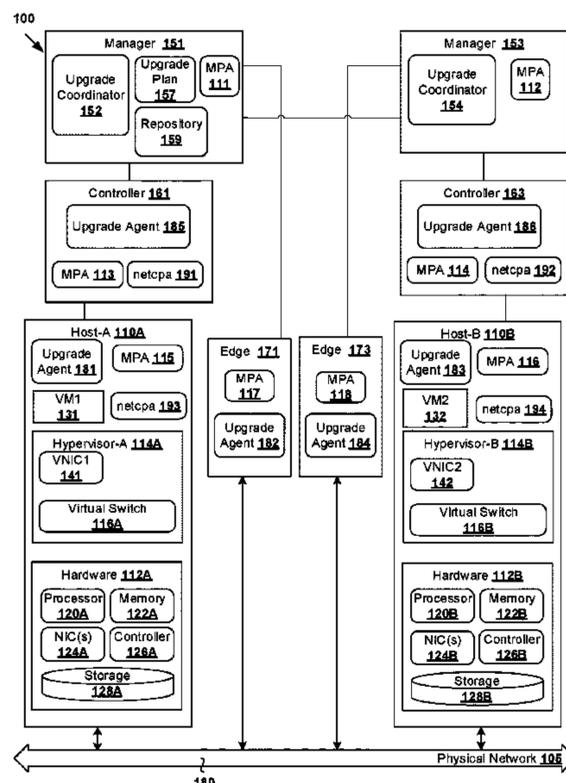 100
Manager 151
Upgrade
Coordinator
152
Upgrade
Plan
157
MPA
111
Repository
159
Manager 153
Upgrade
Coordinator
154
MPA
112
Controller 161
Upgrade Agent 185
MPA 113
netcpa 191
Controller 163
Upgrade Agent 186
MPA 114
netcpa 192
Host-A 110A
Upgrade
Agent 181
MPA 115
VM1
131
netcpa 193
Hypervisor-A 114A
VNIC1
141
Virtual Switch
116A
Hardware 112A
Processor
120A
Memory
122A
NIC(s)
124A
Controller
126A
Storage
128A
Edge 171
MPA
117
Upgrade
Agent 182
Edge 173
MPA
118
Upgrade
Agent 184
Host-B 110B
Upgrade
Agent 183
MPA 116
VM2
132
netcpa 194
Hypervisor-B 114B
VNIC2
142
Virtual Switch
116B
Hardware 112B
Processor
120B
Memory
122B
NIC(s)
124B
Controller
126B
Storage
128B
Physical Network 105
180